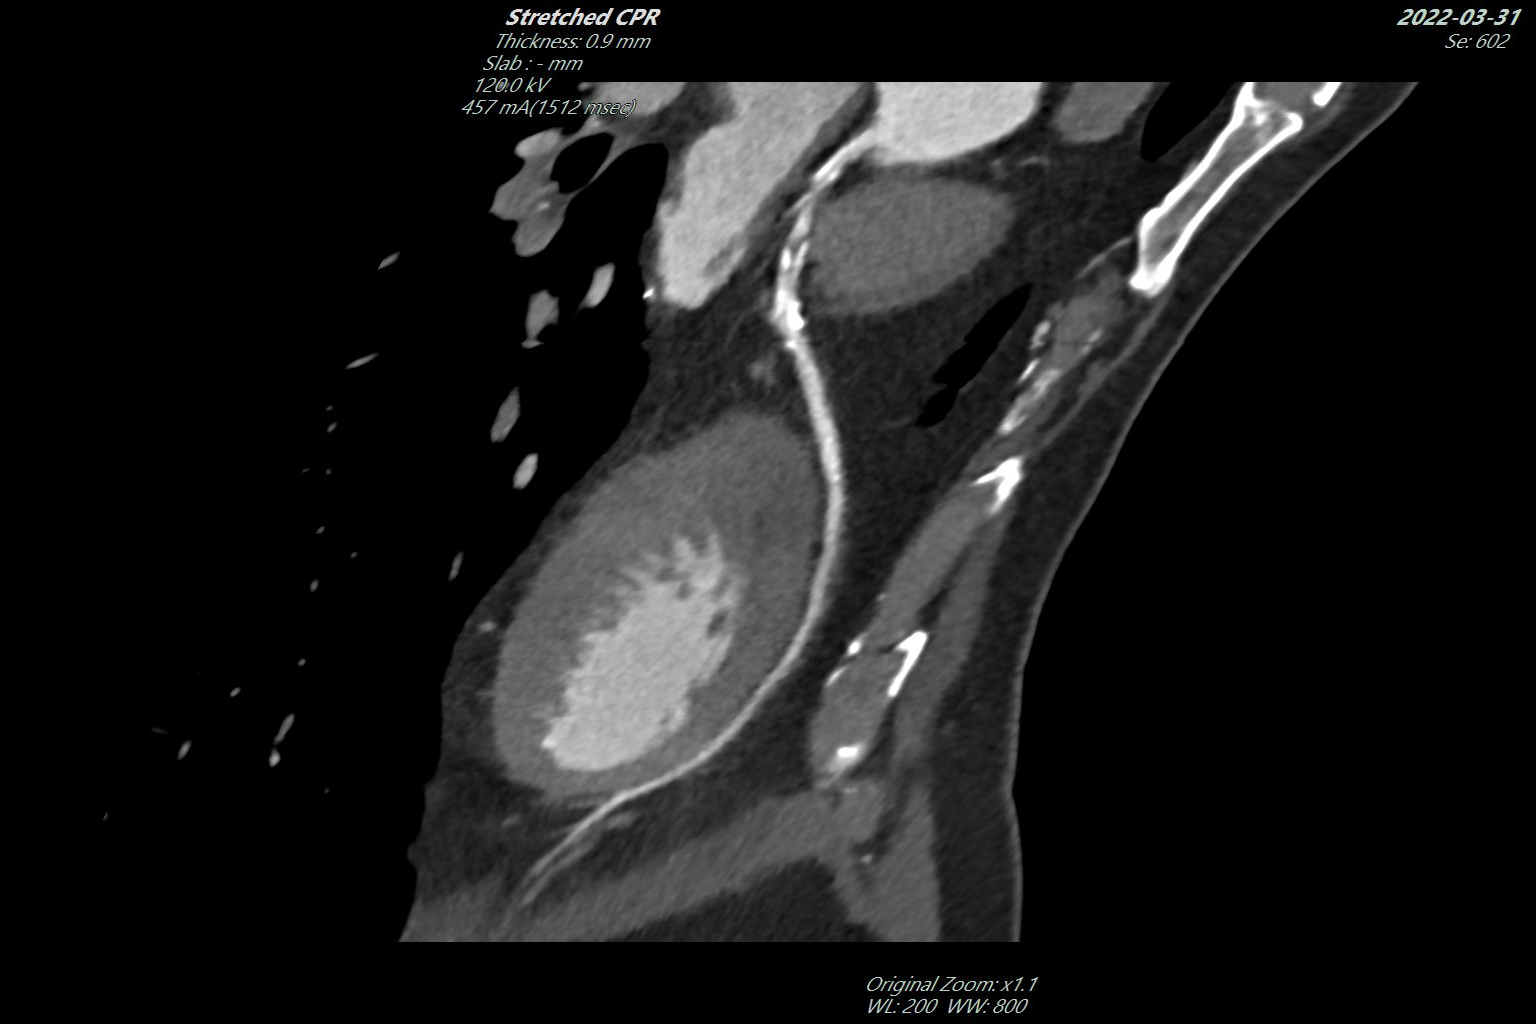 Stretched CPR
Thickness: 0.9 mm
Slab : - mm
120.0 kV
457 mA(1512 msec)
2022-03-31
Se: 602
Original Zoom: x1.1
WL: 200 WW: 800